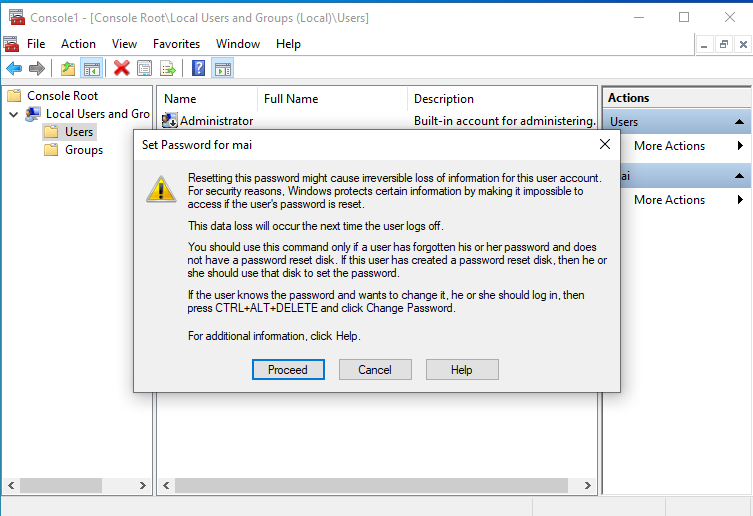 Console1 - [Console Root\Local Users and Groups (Local)\Users]
File Action View Favorites Window Help
Console Root
Local Users and Gro
Users
Groups
Name Full Name Description
Administrator Built-in account for administering.
Actions
Users
More Actions
ai
More Actions
Set Password for mai
Resetting this password might cause irreversible loss of information for this user account.
For security reasons, Windows protects certain information by making it impossible to
access if the user's password is reset.
This data loss will occur the next time the user logs off.
You should use this command only if a user has forgotten his or her password and does
not have a password reset disk. If this user has created a password reset disk, then he or
she should use that disk to set the password.
If the user knows the password and wants to change it, he or she should log in, then
press CTRL+ALT+DELETE and click Change Password.
For additional information, click Help.
Proceed Cancel Help